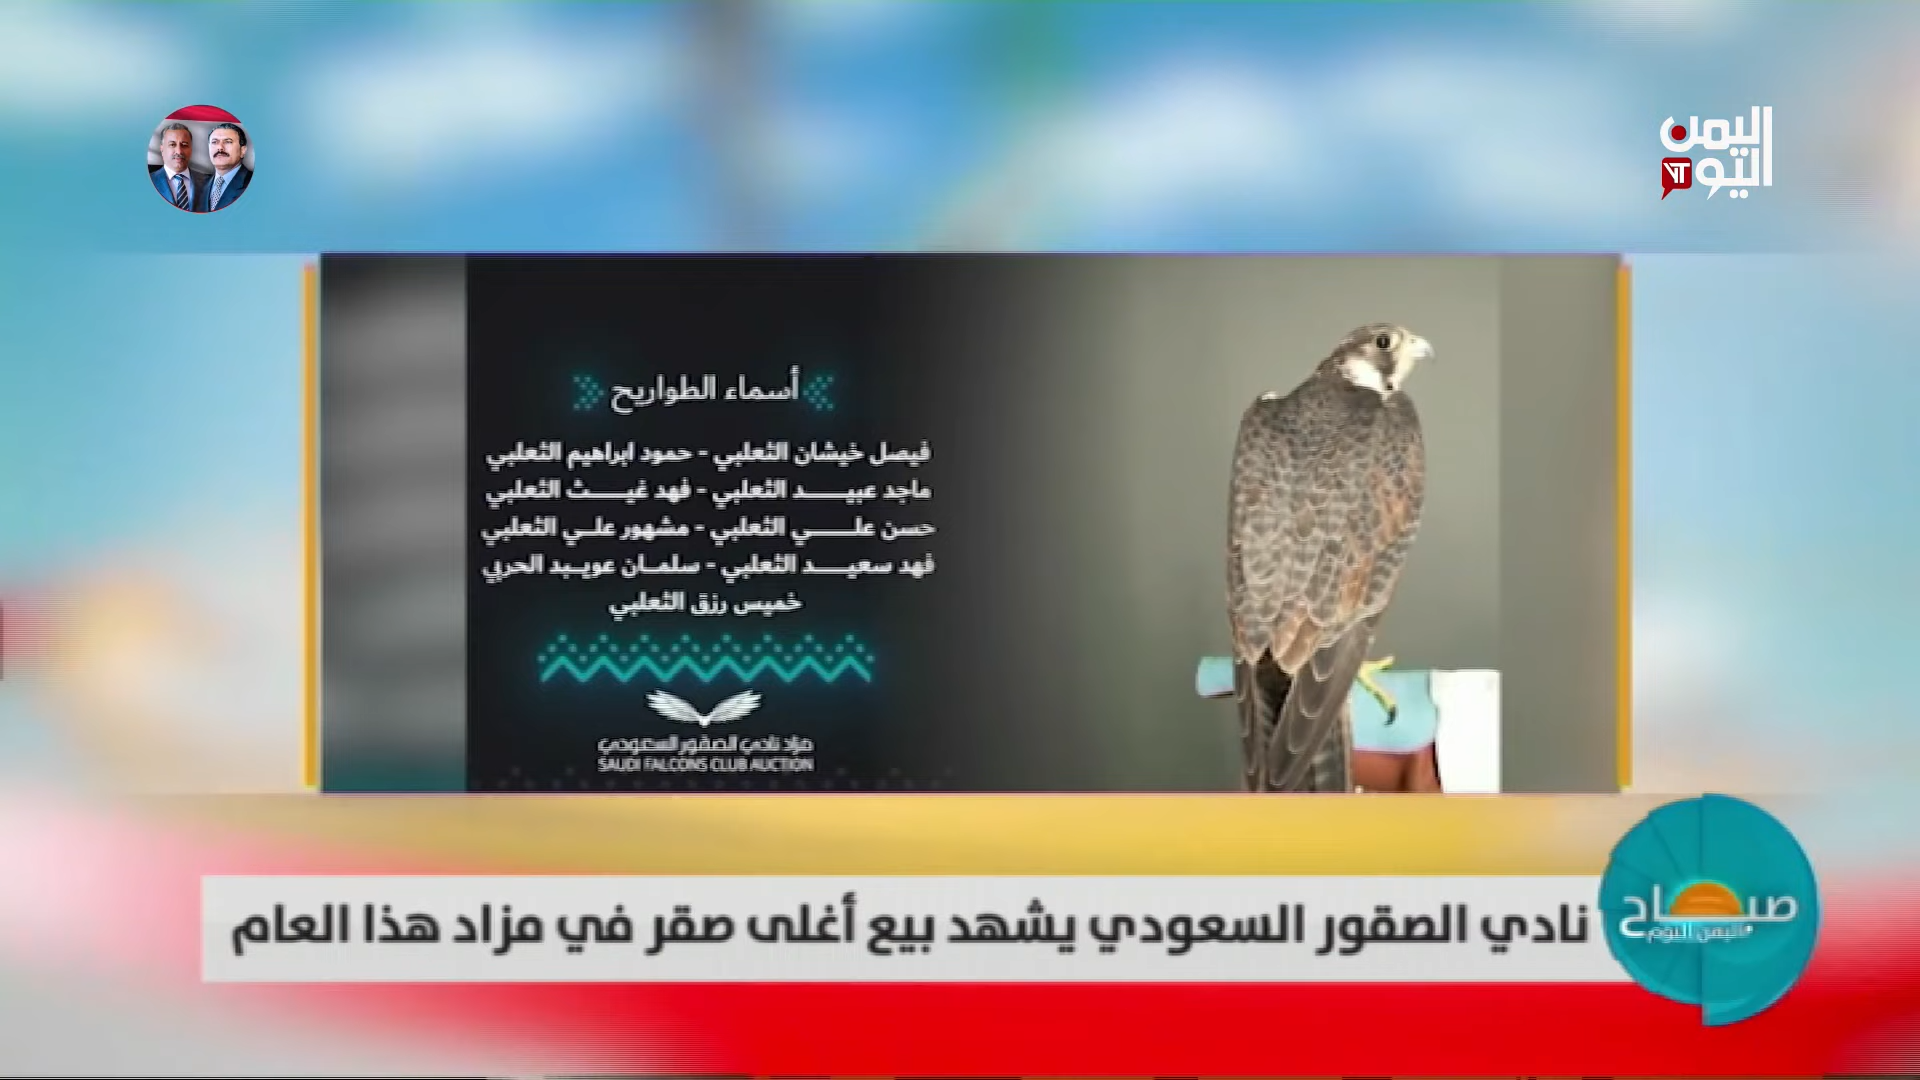 اليمن
اليوم
YT
أسماء الطواريح
فيصل خيشان الثعلبي - حمود ابراهيم الثعلبي
ماجد عبيد الثعلبي - فهد غيث الثعلبي
حسن علي الثعلبي - مشهور علي الثعلبي
فهد سعيد الثعلبي - سلمان عويبد الحربي
خميس رزق الثعلبي
مزاد نادي الصقور السعودي
SAUDI FALCONS CLUB AUCTION
نادي الصقور السعودي يشهد بيع أغلى صقر في مزاد هذا العام
صباح
اليمن اليوم